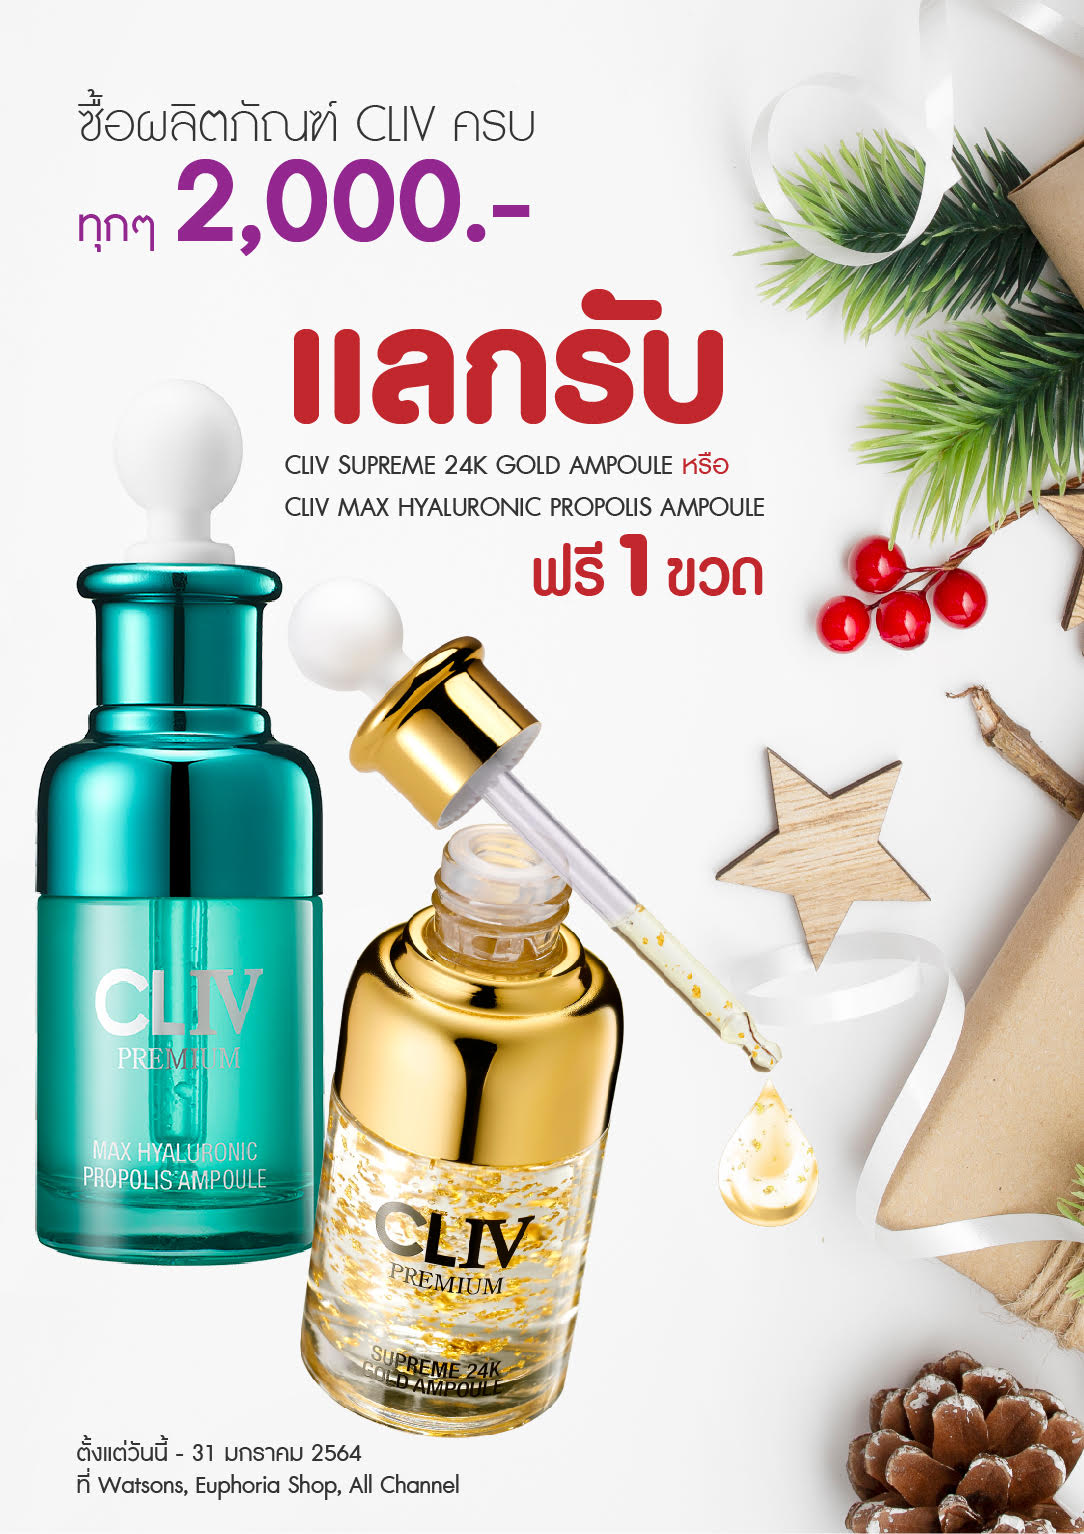 ซื้อผลิตภัณฑ์ CLIV ครบ
ทุกๆ 2,000.-
แลกรับ
CLIV SUPREME 24K GOLD AMPOULE หรือ
CLIV MAX HYALURONIC PROPOLIS AMPOULE
ฟรี 1 ขวด
CLIV
PREMIUM
MAX HYALURONIC
PROPOLIS AMPOULE
CLIV
PREMIUM
SUPREME 24K
GOLD AMPOULE
ตั้งแต่วันนี้ - 31 มกราคม 2564
ที่ Watsons, Euphoria Shop, All Channel